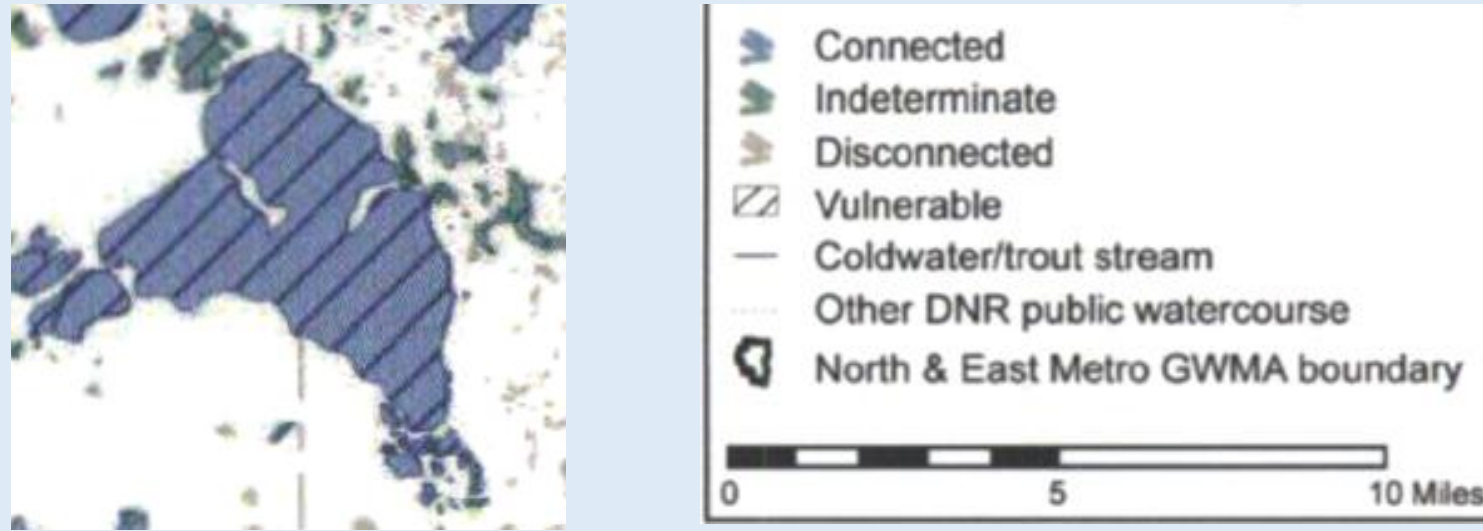 Connected
Indeterminate
Disconnected
Vulnerable
Coldwater/trout stream
Other DNR public watercourse
North & East Metro GWMA boundary
0 5 10 Miles